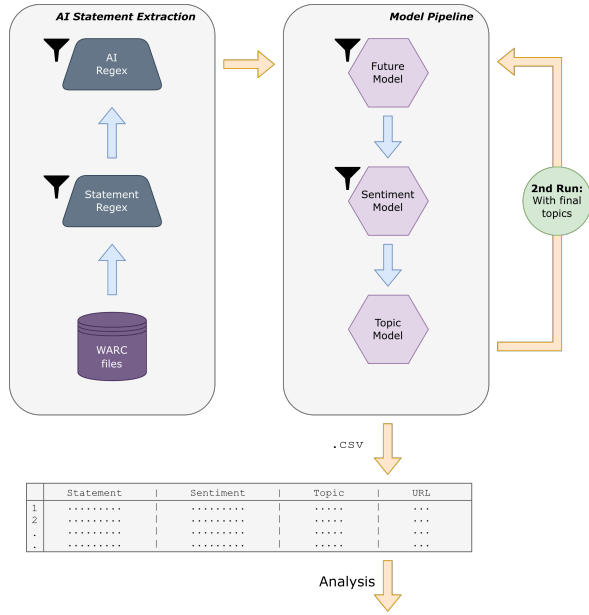 AI Statement Extraction
Model Pipeline
AI
Regex
Future
Model
Statement
Regex
Sentiment
Model
2nd Run:
With final
topics
WARC
files
Topic
Model
.csv
Statement | Sentiment | Topic | URL
1 ......... | ......... | ..... | ...
2 ......... | ......... | ..... | ...
. ......... | ......... | ..... | ...
. ......... | ......... | ..... | ...
Analysis